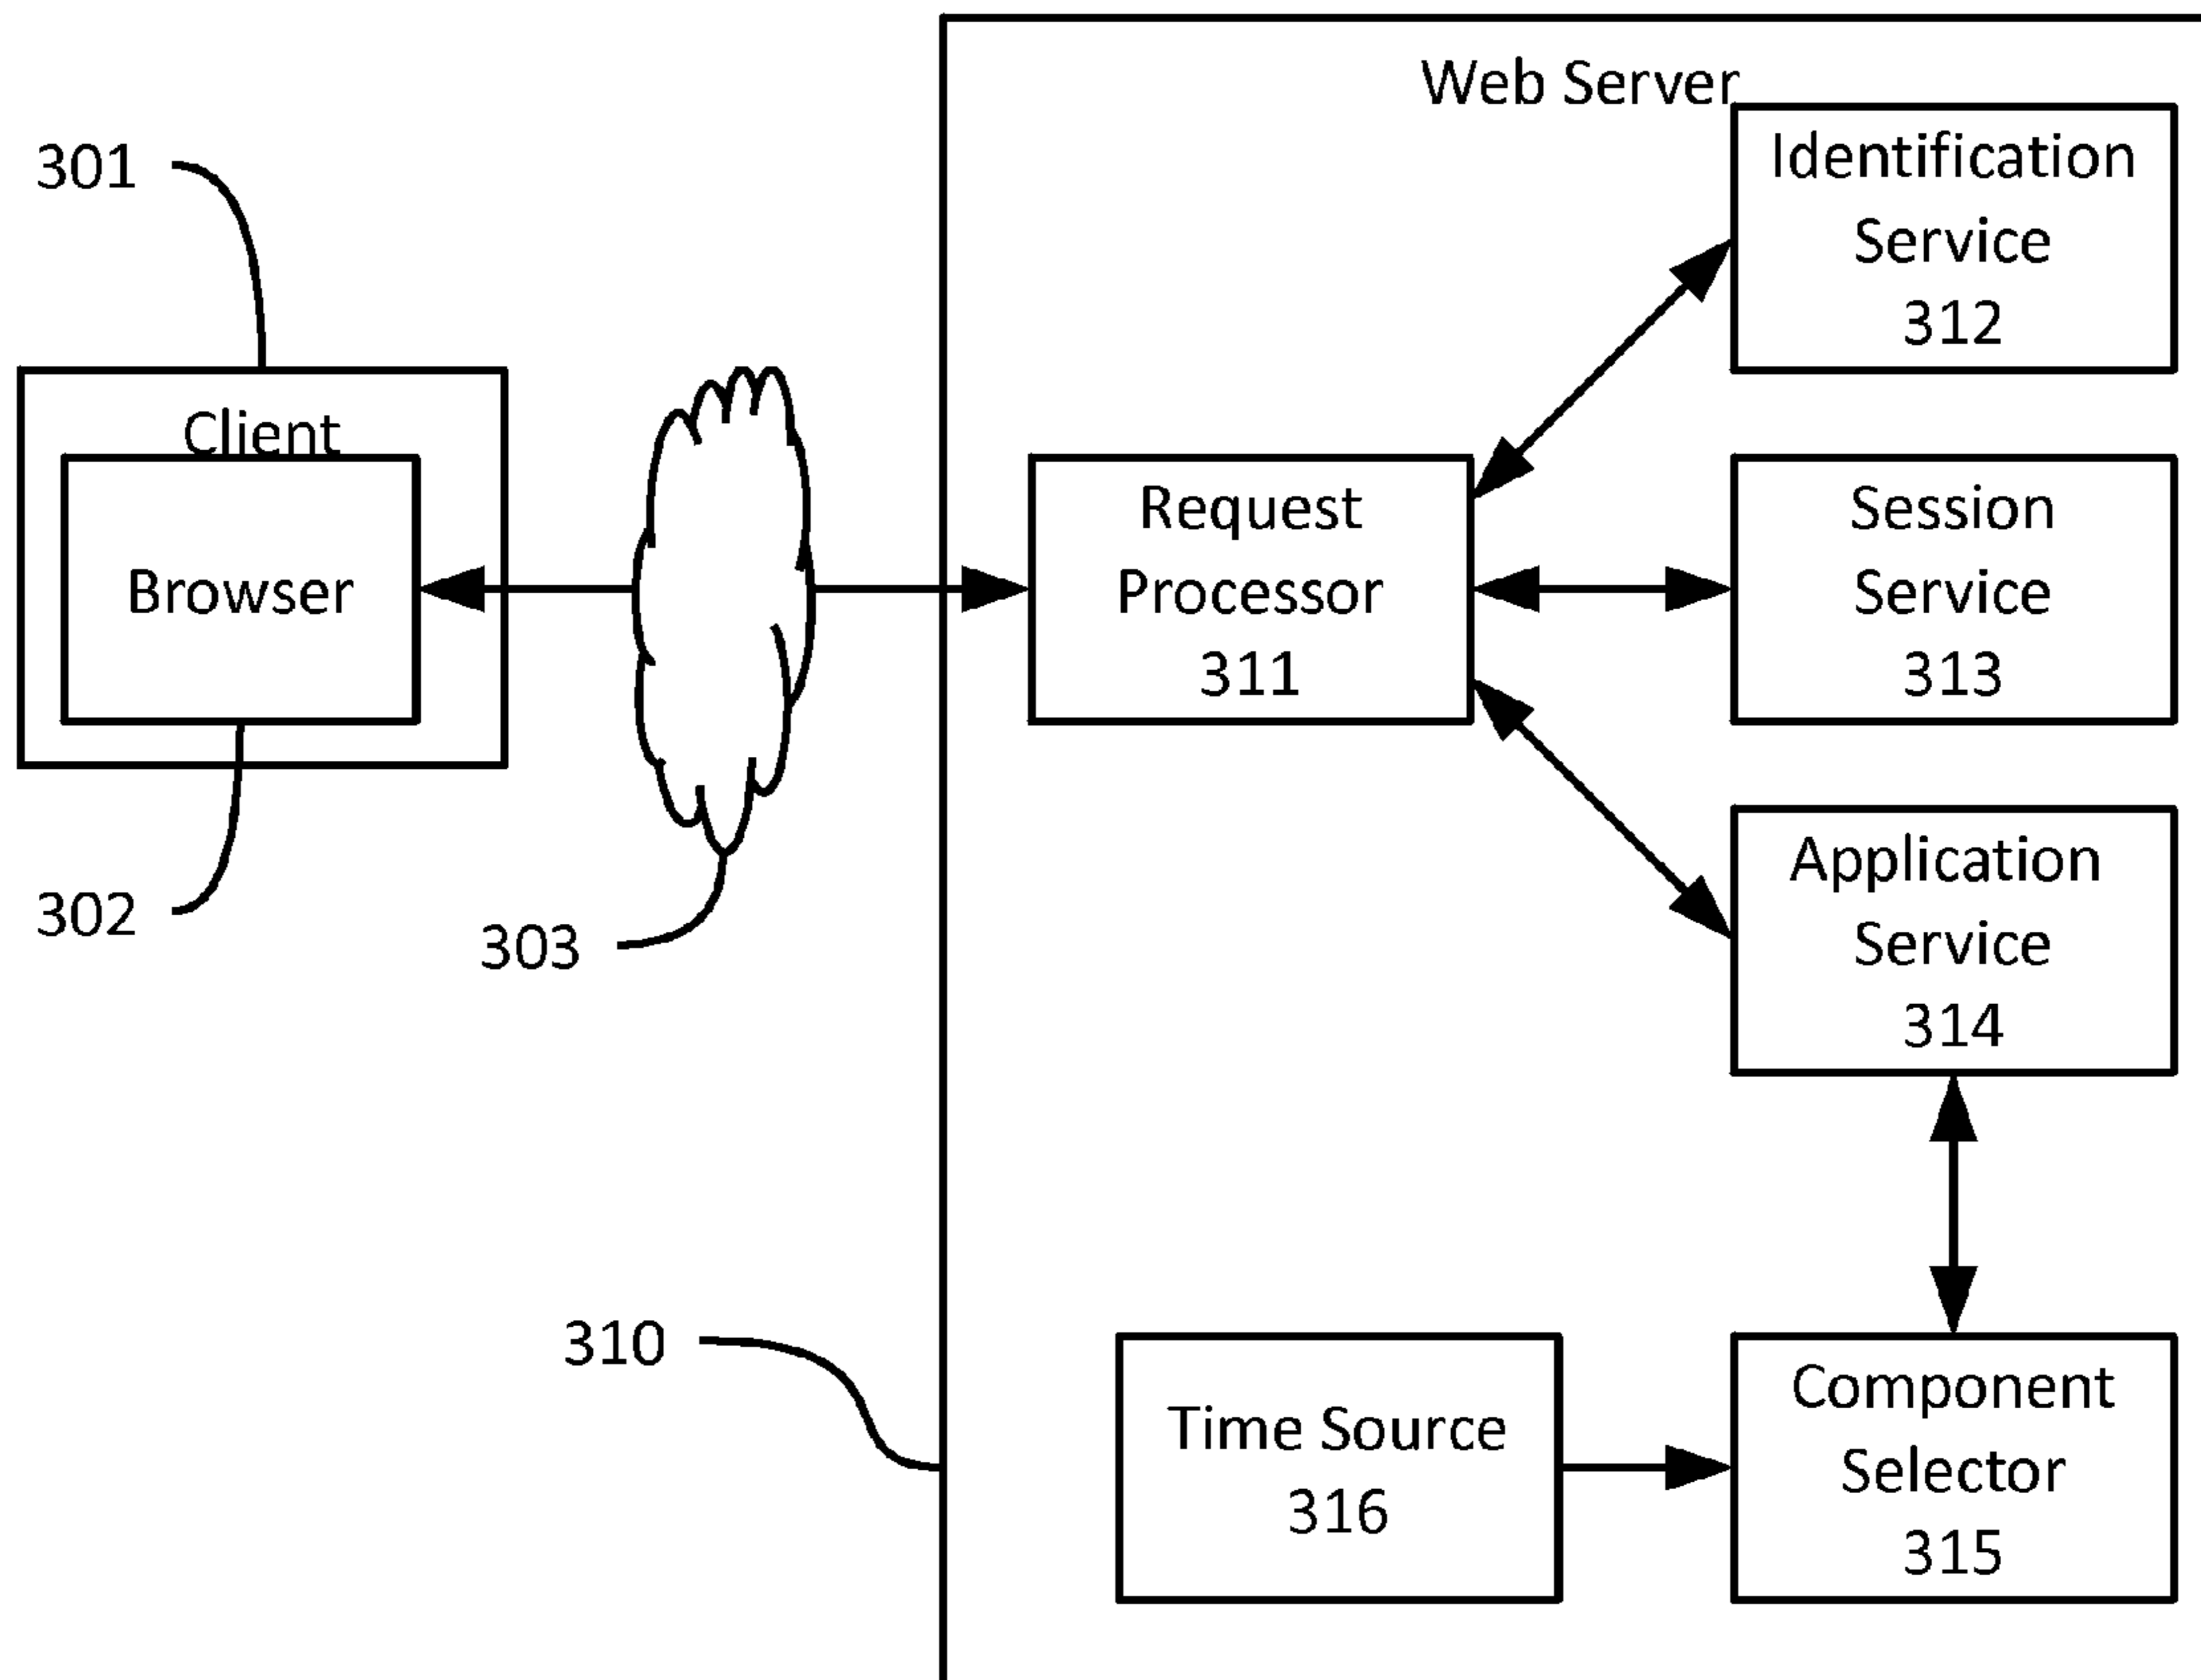 Web Server
Identification
Service
312
301
Client
Browser
Request
Processor
311
Session
Service
313
302
303
Application
Service
314
310
Time Source
316
Component
Selector
315